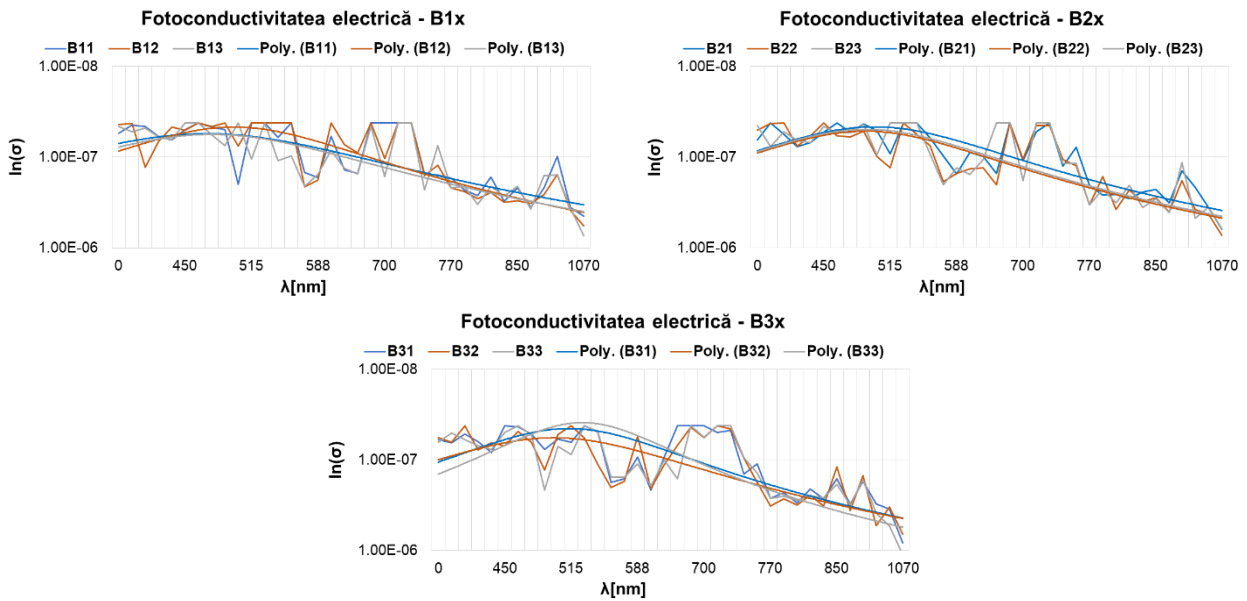 Fotoconductivitatea electrică - B1x
B11 B12 B13 Poly. (B11) Poly. (B12) Poly. (B13)
1.00E-08
1.00E-07
1.00E-06
ln(σ)
0 450 515 588 700 770 850 1070
λ[nm]
Fotoconductivitatea electrică - B2x
B21 B22 B23 Poly. (B21) Poly. (B22) Poly. (B23)
1.00E-08
1.00E-07
1.00E-06
ln(σ)
0 450 515 588 700 770 850 1070
λ[nm]
Fotoconductivitatea electrică - B3x
B31 B32 B33 Poly. (B31) Poly. (B32) Poly. (B33)
1.00E-08
1.00E-07
1.00E-06
ln(σ)
0 450 515 588 700 770 850 1070
λ[nm]